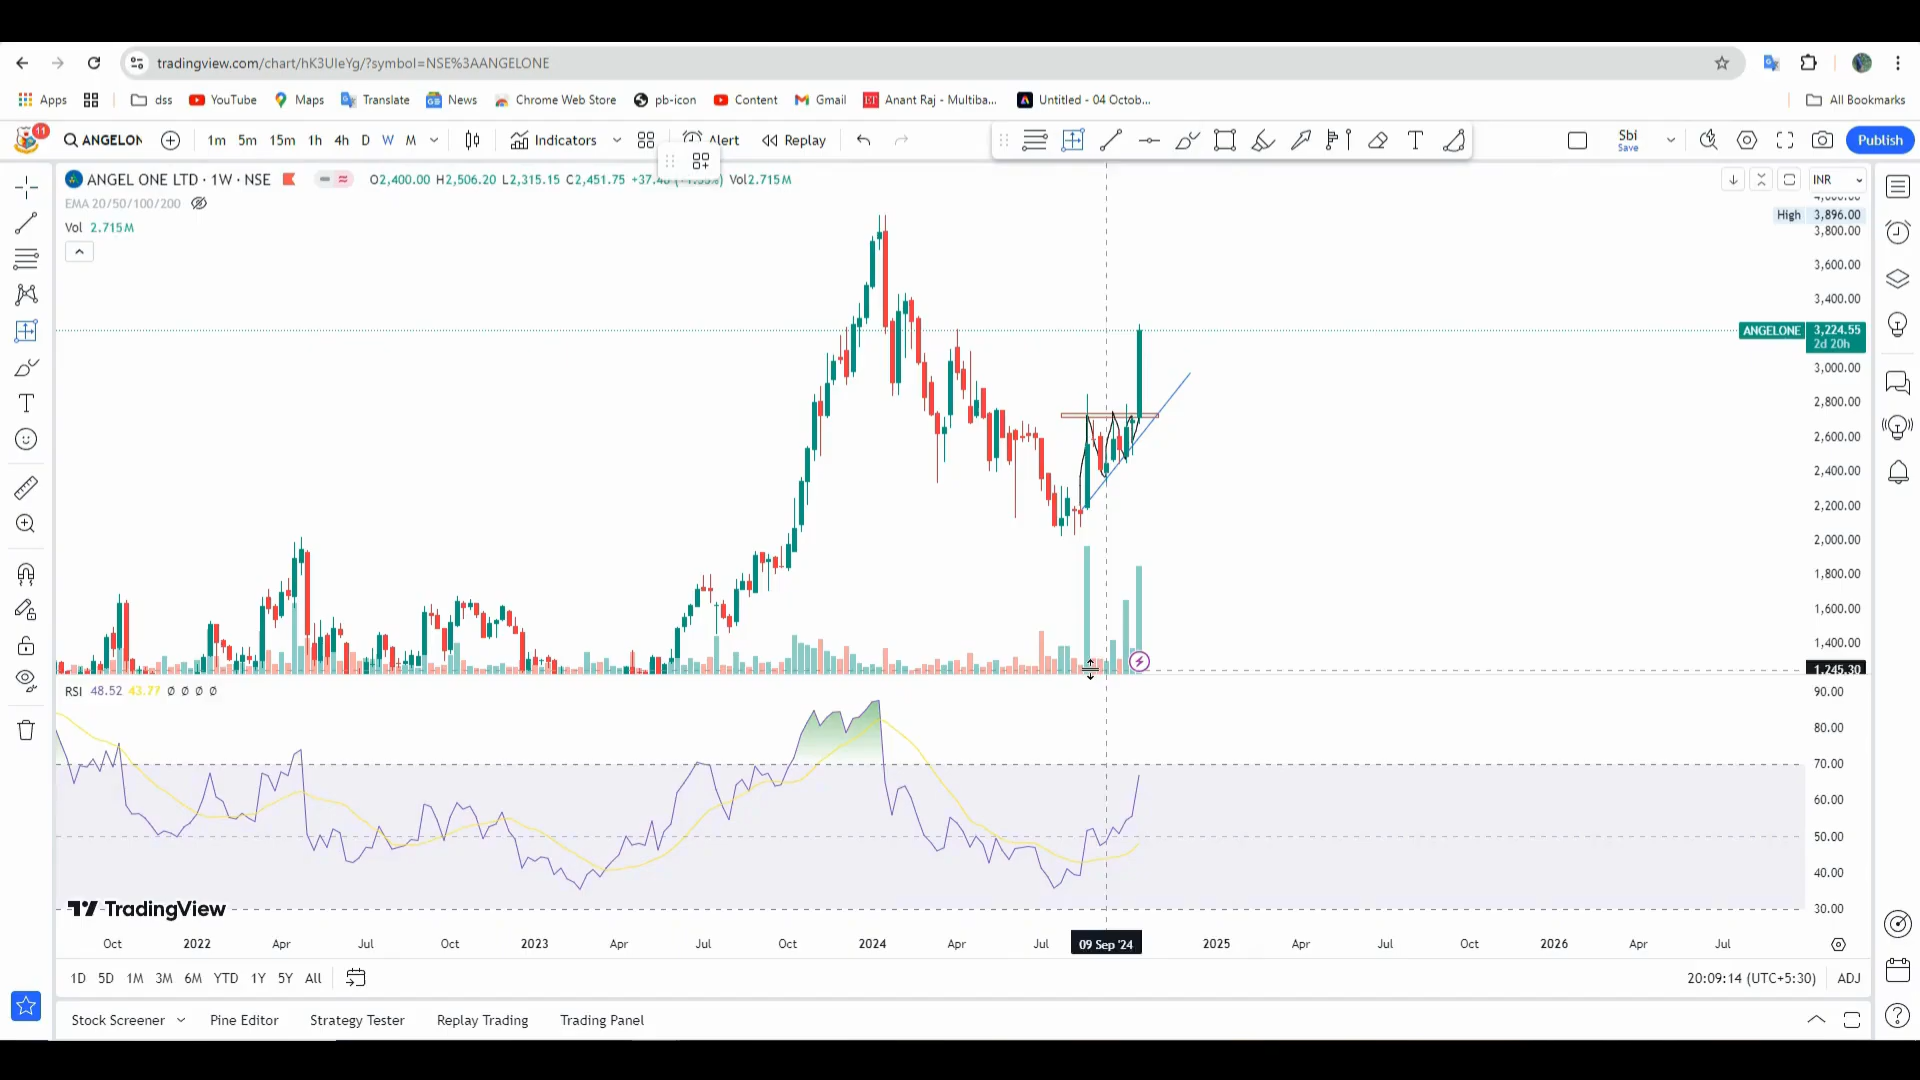 tradingview.com/chart/hK3UIeYg/?symbol=NSE%3AANGELONE
Apps
dss
YouTube
Maps
Translate
News
Chrome Web Store
pb-icon
Content
Gmail
Anant Raj - Multiba...
Untitled - 04 Octob...
All Bookmarks
11
ANGELON
1m 5m 15m 1h 4h D W M
Indicators
Alert
Replay
Sbi
Save
Publish
ANGEL ONE LTD · 1W · NSE
O2,400.00 H2,506.20 L2,315.15 C2,451.75 Vol2.715M
INR
EMA 20/50/100/200
Vol 2.715M
High 3,896.00
3,800.00
3,600.00
3,400.00
ANGELONE 3,224.55
2d 20h
3,000.00
2,800.00
2,600.00
2,400.00
2,200.00
2,000.00
1,800.00
1,600.00
1,400.00
1,245.30
RSI 48.52 43.77 Ø Ø Ø Ø
90.00
80.00
70.00
60.00
50.00
40.00
30.00
TradingView
Oct 2022 Apr Jul Oct 2023 Apr Jul Oct 2024 Apr Jul 09 Sep '24 2025 Apr Jul Oct 2026 Apr Jul
1D 5D 1M 3M 6M YTD 1Y 5Y All
20:09:14 (UTC+5:30) ADJ
Stock Screener
Pine Editor
Strategy Tester
Replay Trading
Trading Panel